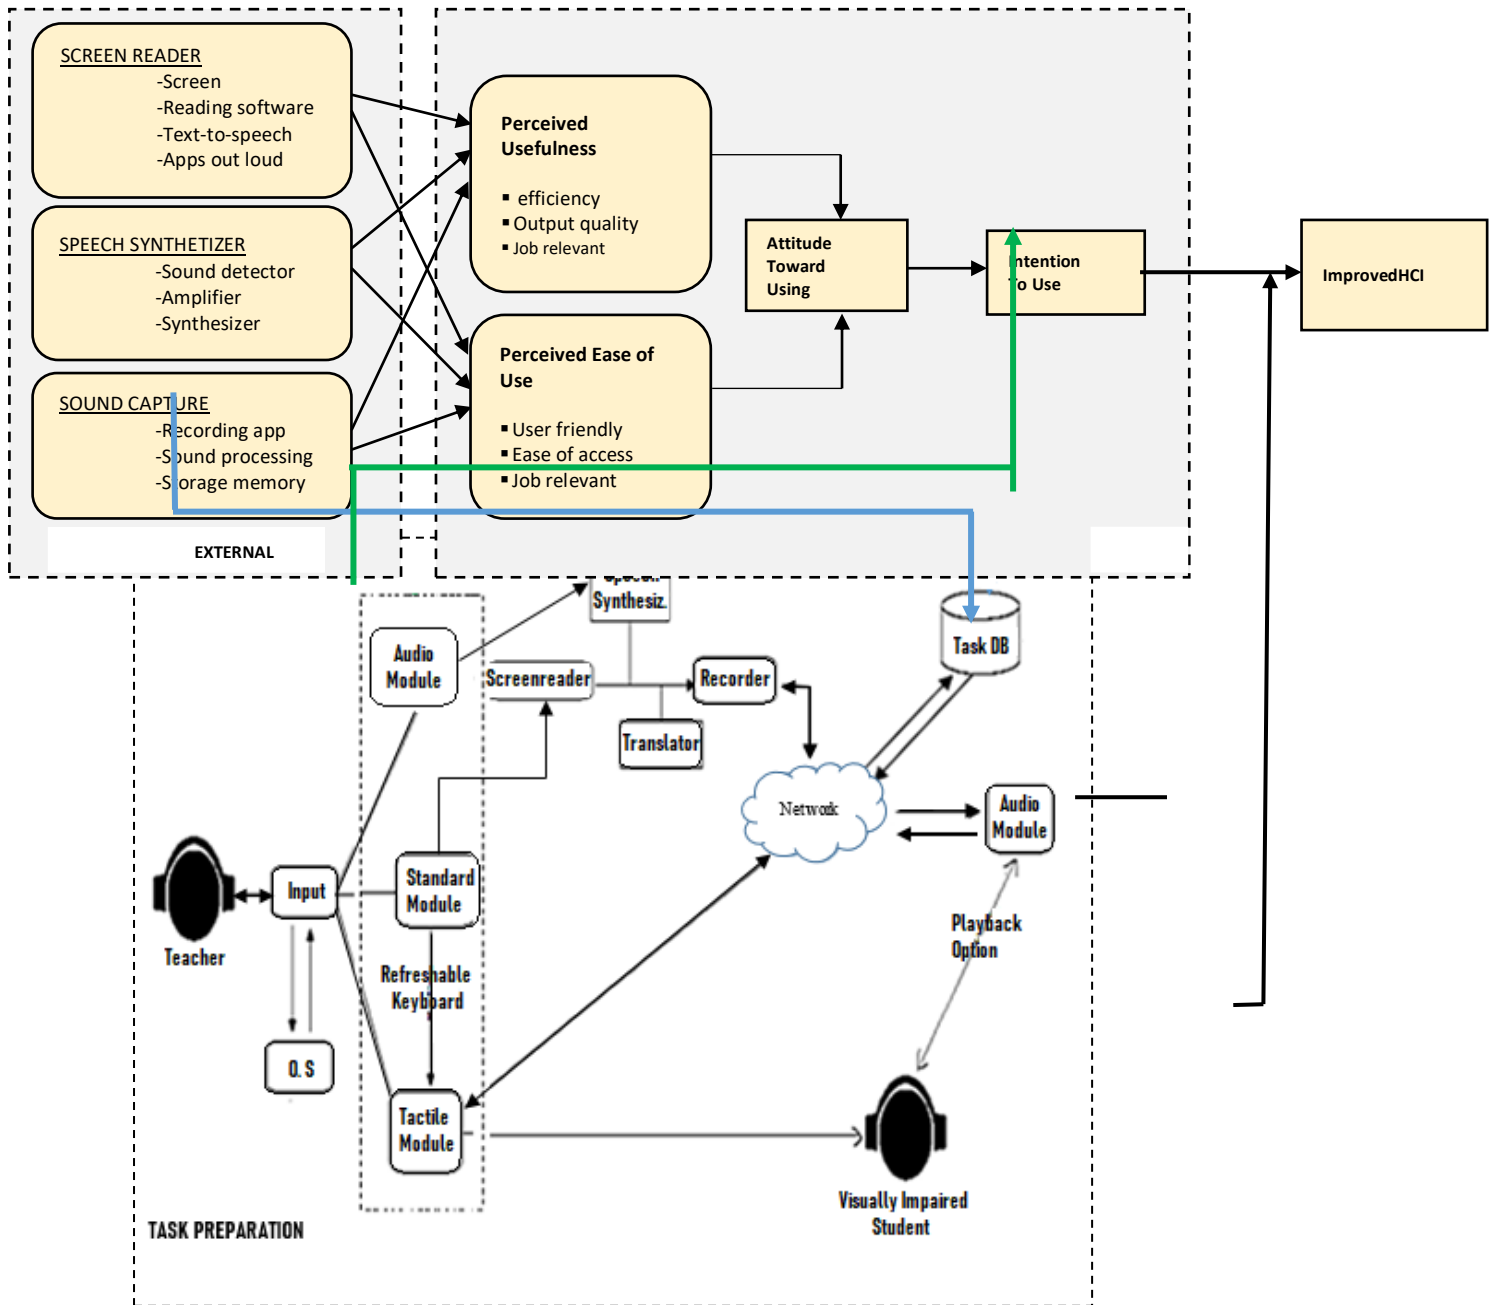 SCREEN READER
-Screen
-Reading software
-Text-to-speech
-Apps out loud
SPEECH SYNTHETIZER
-Sound detector
-Amplifier
-Synthesizer
SOUND CAPTURE
-Recording app
-Sound processing
-Storage memory
EXTERNAL
Perceived
Usefulness
▪ efficiency
▪ Output quality
▪ Job relevant
Perceived Ease of
Use
▪ User friendly
▪ Ease of access
▪ Job relevant
Attitude
Toward
Using
Intention
To Use
ImprovedHCI
Synthesiz.
Audio
Module
Screenreader
Recorder
Translator
Task DB
Network
Audio
Module
Input
Standard
Module
Teacher
Refreshable
Keyboard
Playback
Option
O. S
Tactile
Module
Visually Impaired
Student
TASK PREPARATION